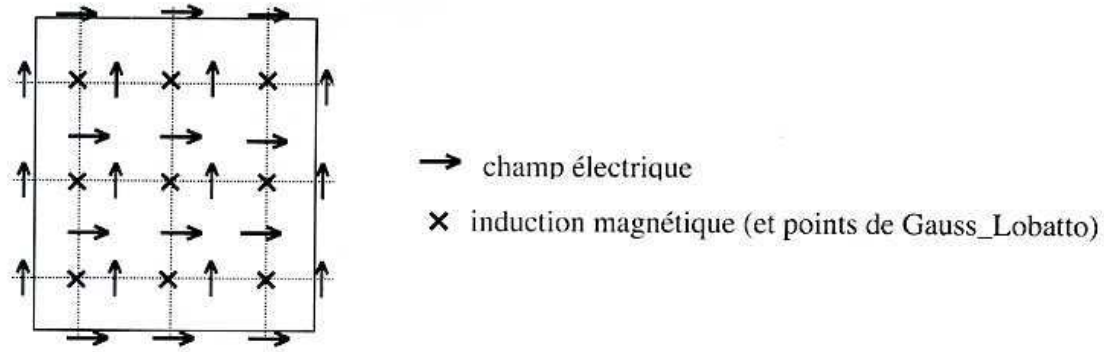 champ électrique
induction magnétique (et points de Gauss_Lobatto)